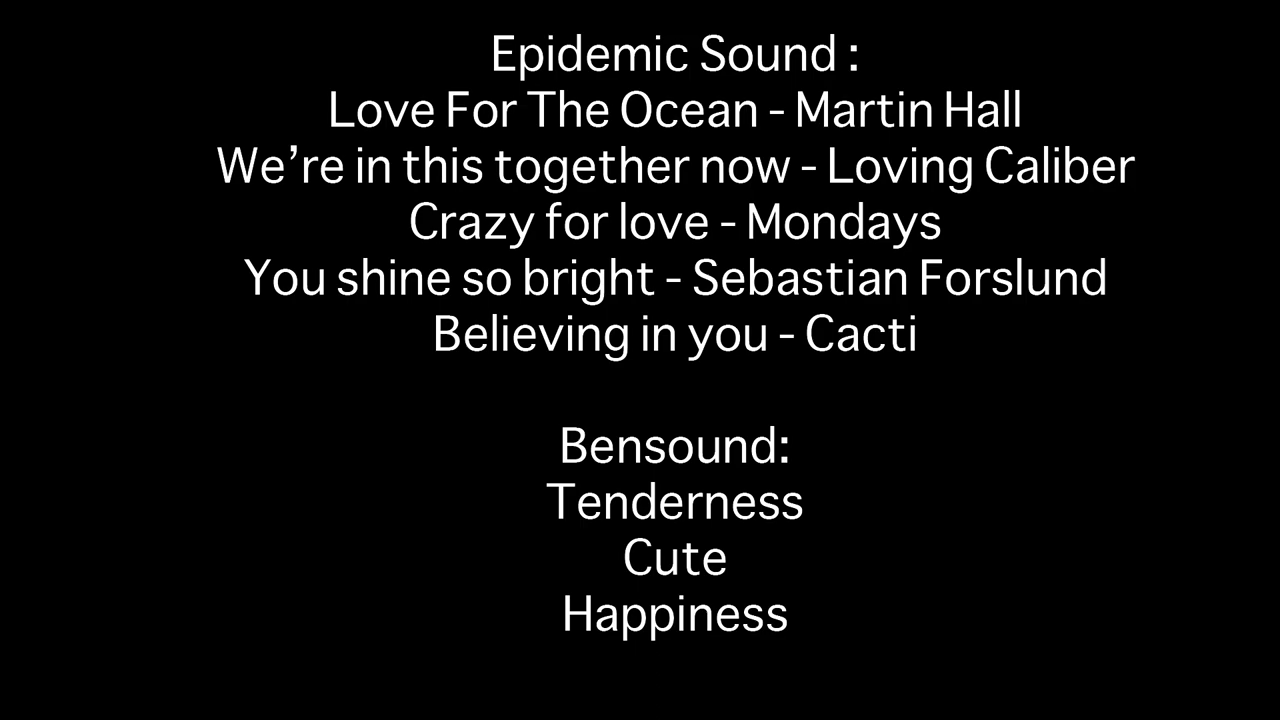 Epidemic Sound :
Love For The Ocean - Martin Hall
We’re in this together now - Loving Caliber
Crazy for love - Mondays
You shine so bright - Sebastian Forslund
Believing in you - Cacti
Bensound:
Tenderness
Cute
Happiness